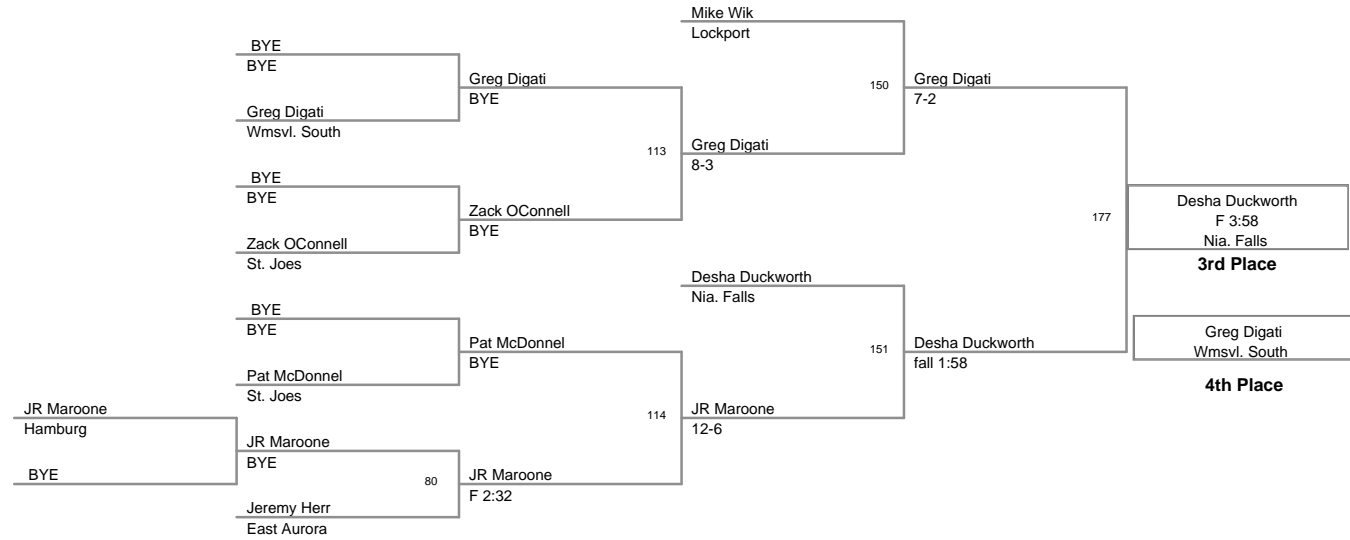 Mike Wik
Lockport
BYE
BYE
Greg Digati
BYE
150
Greg Digati
7-2
Greg Digati
Wmsvl. South
113
Greg Digati
8-3
BYE
BYE
Zack OConnell
BYE
177
Desha Duckworth
F 3:58
Nia. Falls
3rd Place
Zack OConnell
St. Joes
Desha Duckworth
Nia. Falls
BYE
BYE
Pat McDonnel
BYE
151
Desha Duckworth
fall 1:58
Greg Digati
Wmsvl. South
4th Place
Pat McDonnel
St. Joes
JR Maroone
Hamburg
114
JR Maroone
12-6
JR Maroone
BYE
BYE
80
JR Maroone
F 2:32
Jeremy Herr
East Aurora